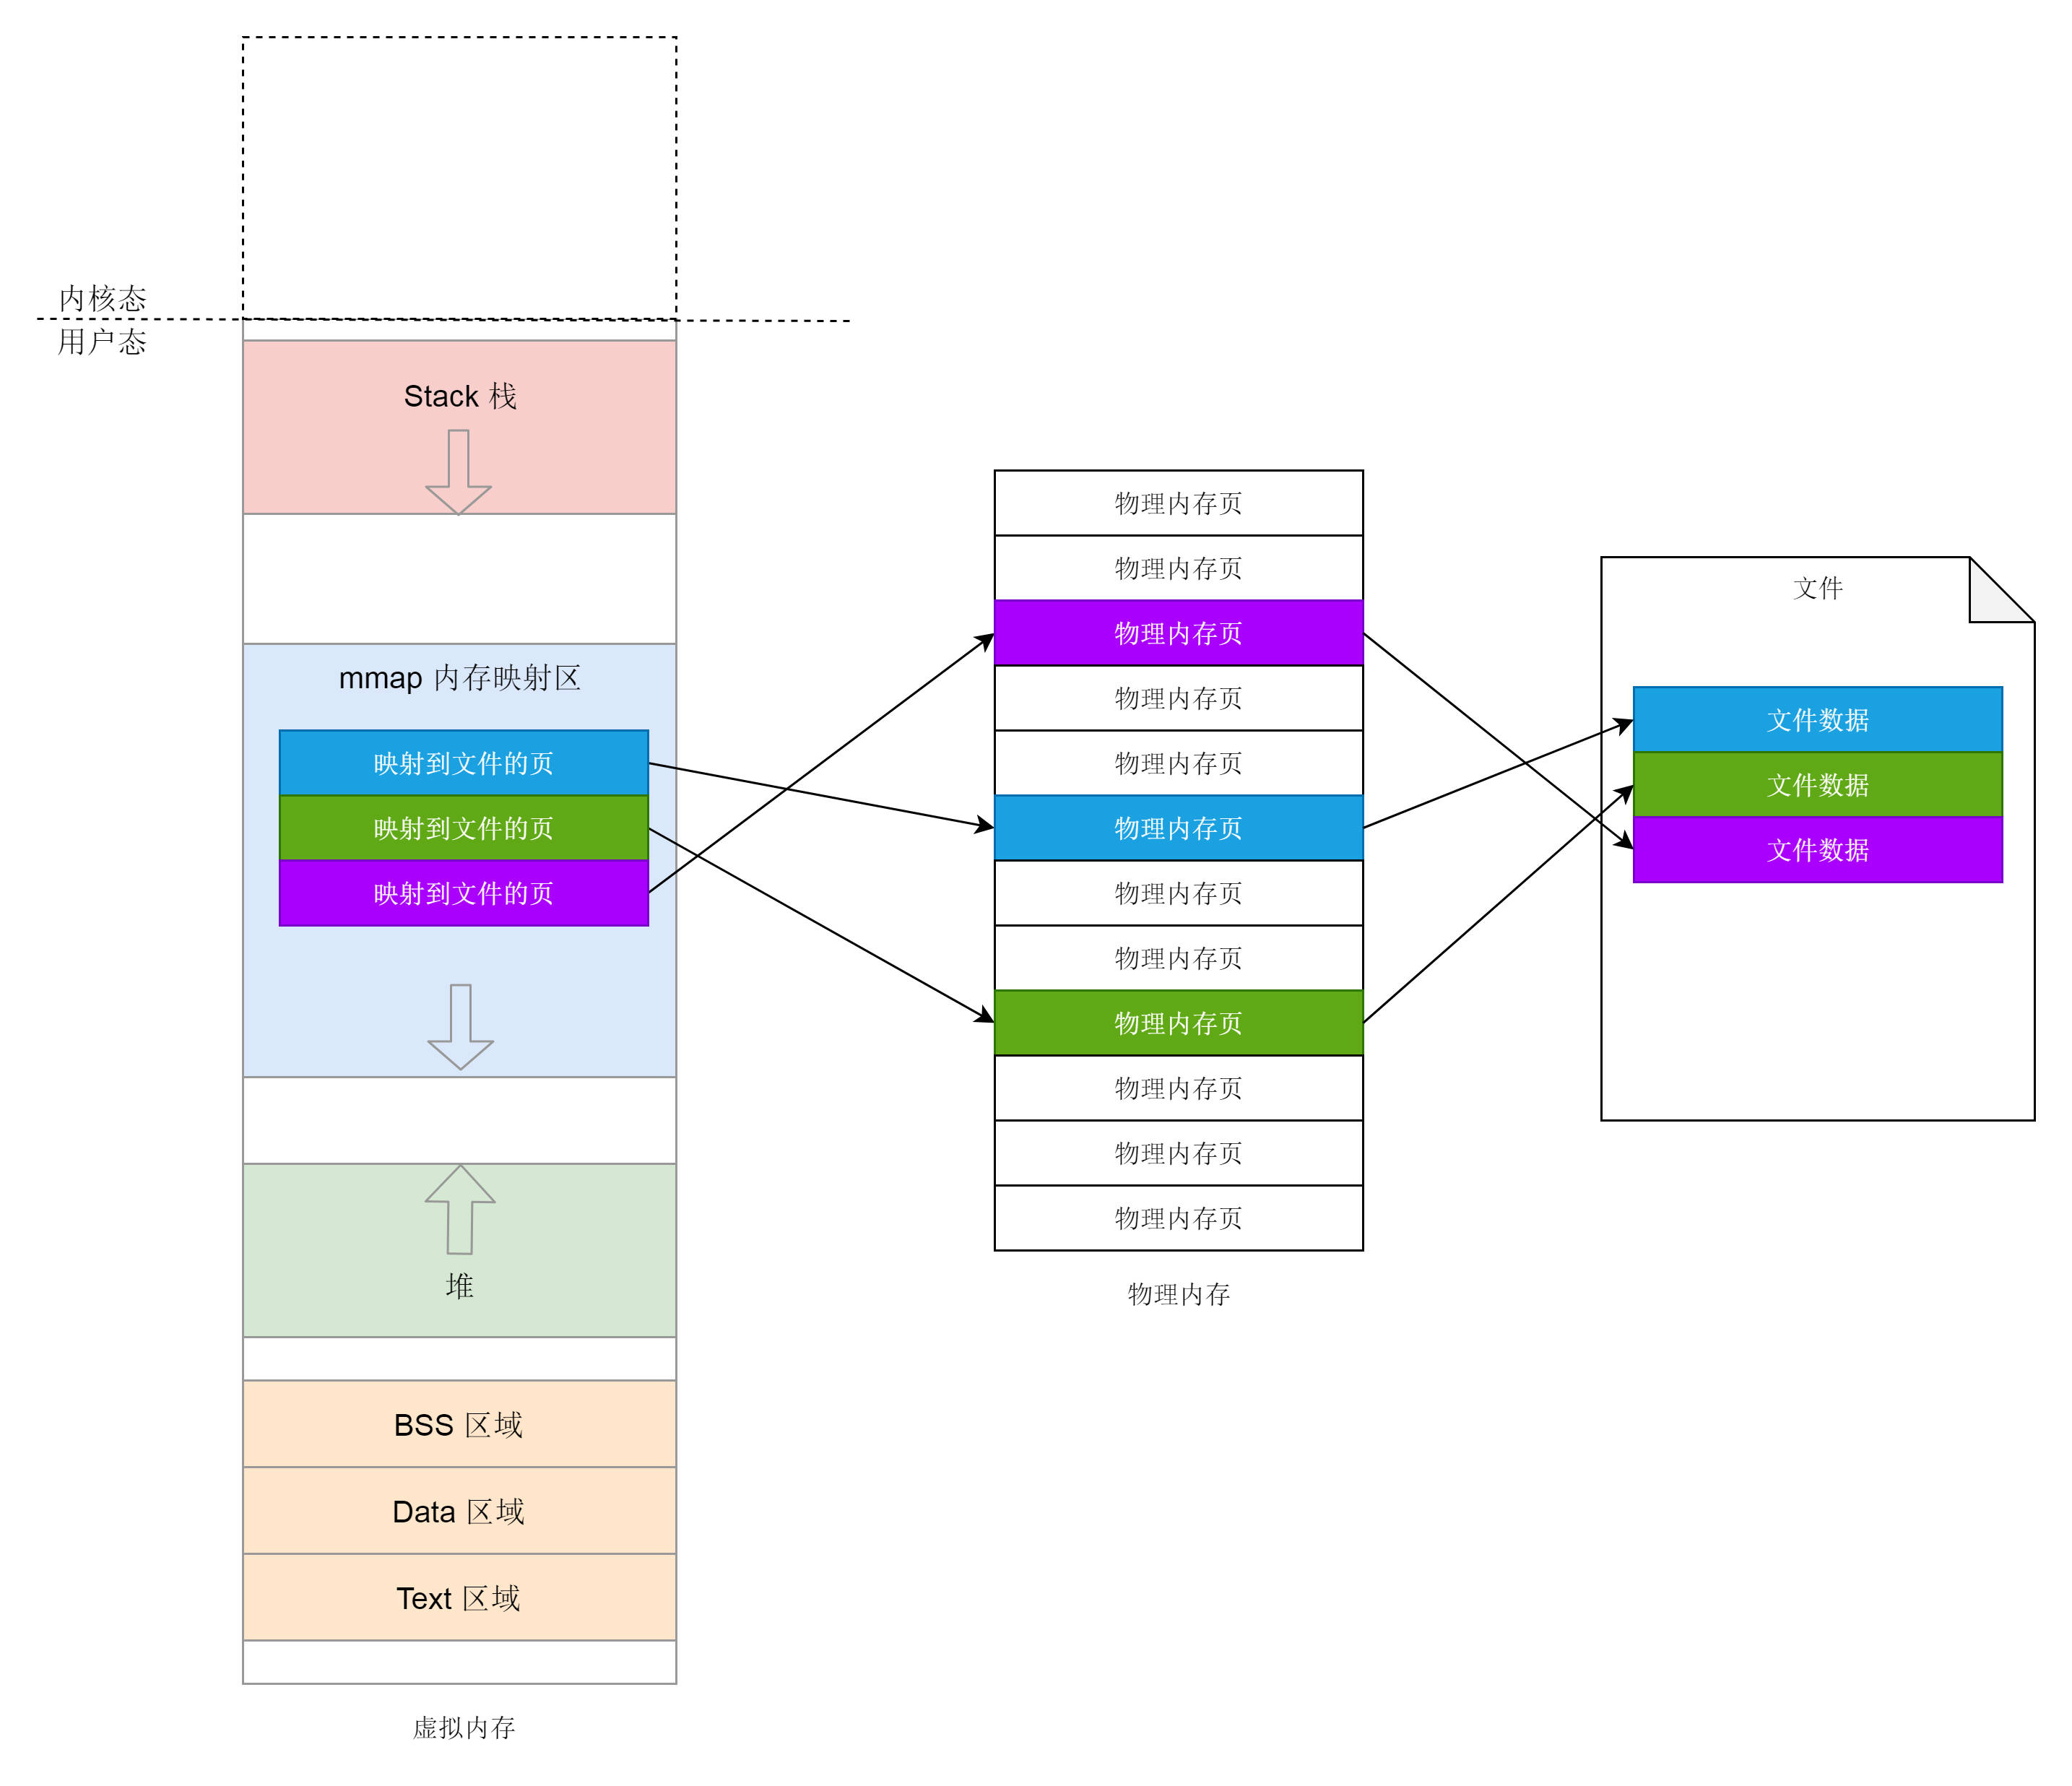 内核态
用户态
Stack 栈
mmap 内存映射区
映射到文件的页
映射到文件的页
映射到文件的页
堆
BSS 区域
Data 区域
Text 区域
虚拟内存
物理内存页
物理内存页
物理内存页
物理内存页
物理内存页
物理内存页
物理内存页
物理内存页
物理内存页
物理内存页
物理内存页
物理内存页
物理内存
文件
文件数据
文件数据
文件数据